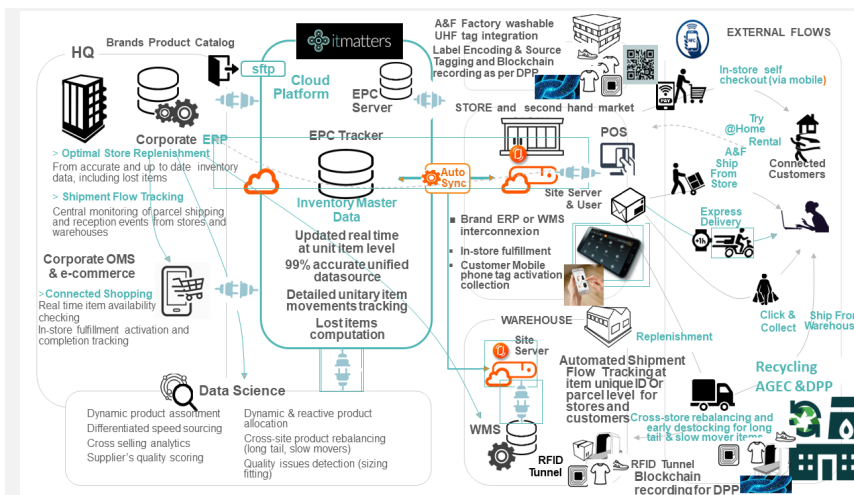 HQ
Brands Product Catalog
sftp
Corporate ERP
> Optimal Store Replenishment
From accurate and up to date inventory
data, including lost items
> Shipment Flow Tracking
Central monitoring of parcel shipping
and reception events from stores and
warehouses
Corporate OMS
& e-commerce
>Connected Shopping
Real time item availability
checking
In-store fulfillment activation and
completion tracking
Data Science
Dynamic product assortment
Differentiated speed sourcing
Cross selling analytics
Supplier's quality scoring
Dynamic & reactive product
allocation
Cross-site product rebalancing
(long tail, slow movers)
Quality issues detection (sizing
fitting)
itmatters
Cloud
Platform
EPC
Server
EPC Tracker
Inventory Master
Data
Updated real time
at unit item level
99% accurate unified
datasource
Detailed unitary item
movements tracking
Lost items
computation
Auto
Sync
A&F Factory washable
UHF tag integration
Label Encoding & Source
Tagging and Blockchain
recording as per DPP
STORE and second hand market
POS
Site Server
& User
■ Brand ERP or WMS
interconnexion
▪ In-store fulfillment
▪ Customer Mobile
phone tag activation
collection
WAREHOUSE
Site
Server
WMS
RFID
Tunnel
Automated Shipment
Flow Tracking at
item unique ID Or
parcel level for
stores and
customers
Replenishment
EXTERNAL FLOWS
PAY
In-store self
checkout (via mobile)
Try
@Home
Rental
Connected
Customers
A&F
Ship
From
Store
Express
Delivery
+1h
Click &
Collect
Ship From
Warehouse
Recycling
AGEC &DPP
Cross-store rebalancing and
early destocking for long
tail & slow mover items
RFID Tunnel
Blockchain
recording for DPP